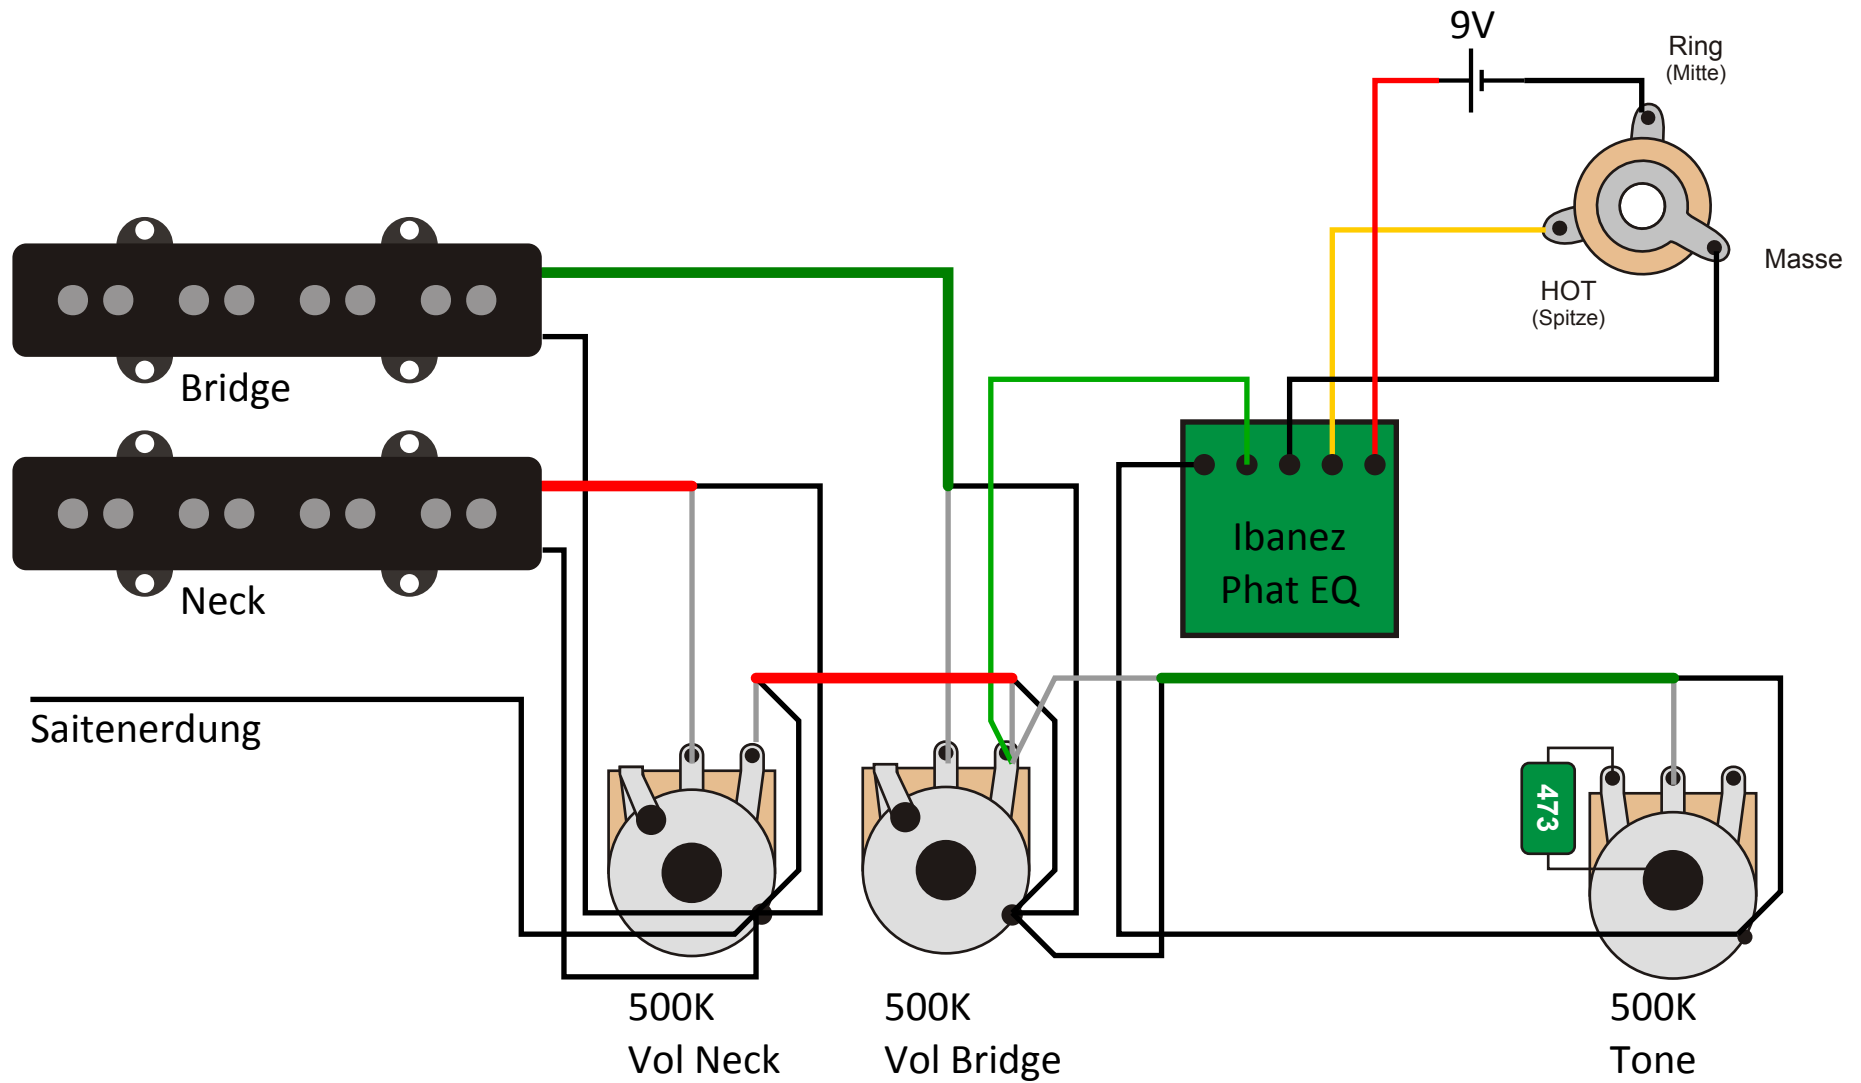 9V
Ring
(Mitte)
Masse
HOT
(Spitze)
Bridge
Neck
Ibanez
Phat EQ
Saitenerdung
473
500K
Vol Neck
500K
Vol Bridge
500K
Tone